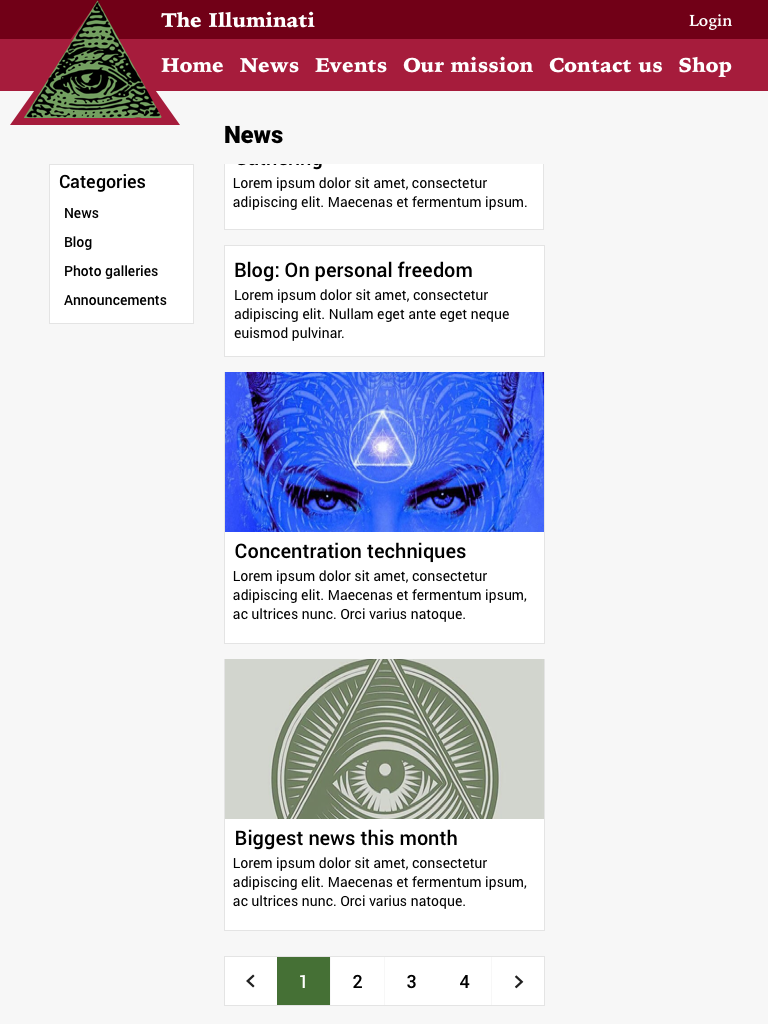 The Illuminati
Login
Home News Events Our mission Contact us Shop
News
Categories
News
Blog
Photo galleries
Announcements
Gathering
Lorem ipsum dolor sit amet, consectetur
adipiscing elit. Maecenas et fermentum ipsum.
Blog: On personal freedom
Lorem ipsum dolor sit amet, consectetur
adipiscing elit. Nullam eget ante eget neque
euismod pulvinar.
Concentration techniques
Lorem ipsum dolor sit amet, consectetur
adipiscing elit. Maecenas et fermentum ipsum,
ac ultrices nunc. Orci varius natoque.
Biggest news this month
Lorem ipsum dolor sit amet, consectetur
adipiscing elit. Maecenas et fermentum ipsum,
ac ultrices nunc. Orci varius natoque.
1 2 3 4